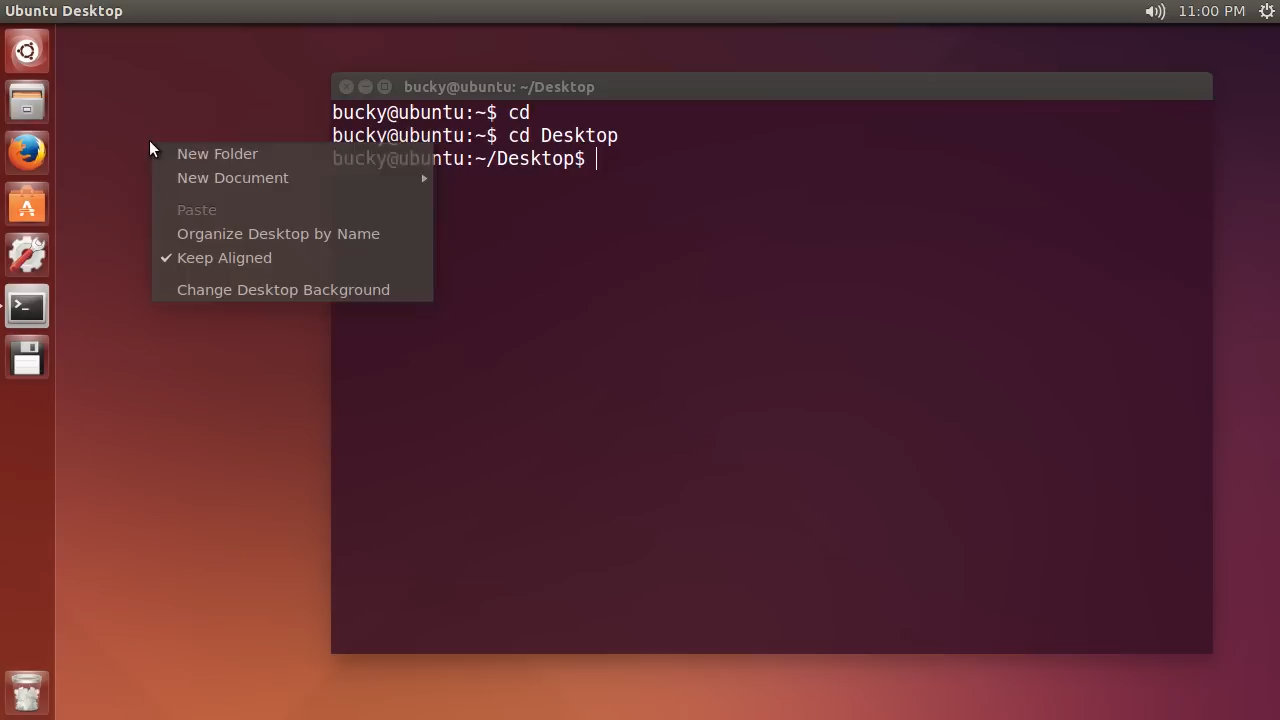 Ubuntu Desktop
11:00 PM
bucky@ubuntu: ~/Desktop
bucky@ubuntu:~$ cd
bucky@ubuntu:~$ cd Desktop
bucky@ubuntu:~/Desktop$
New Folder
New Document
Paste
Organize Desktop by Name
Keep Aligned
Change Desktop Background